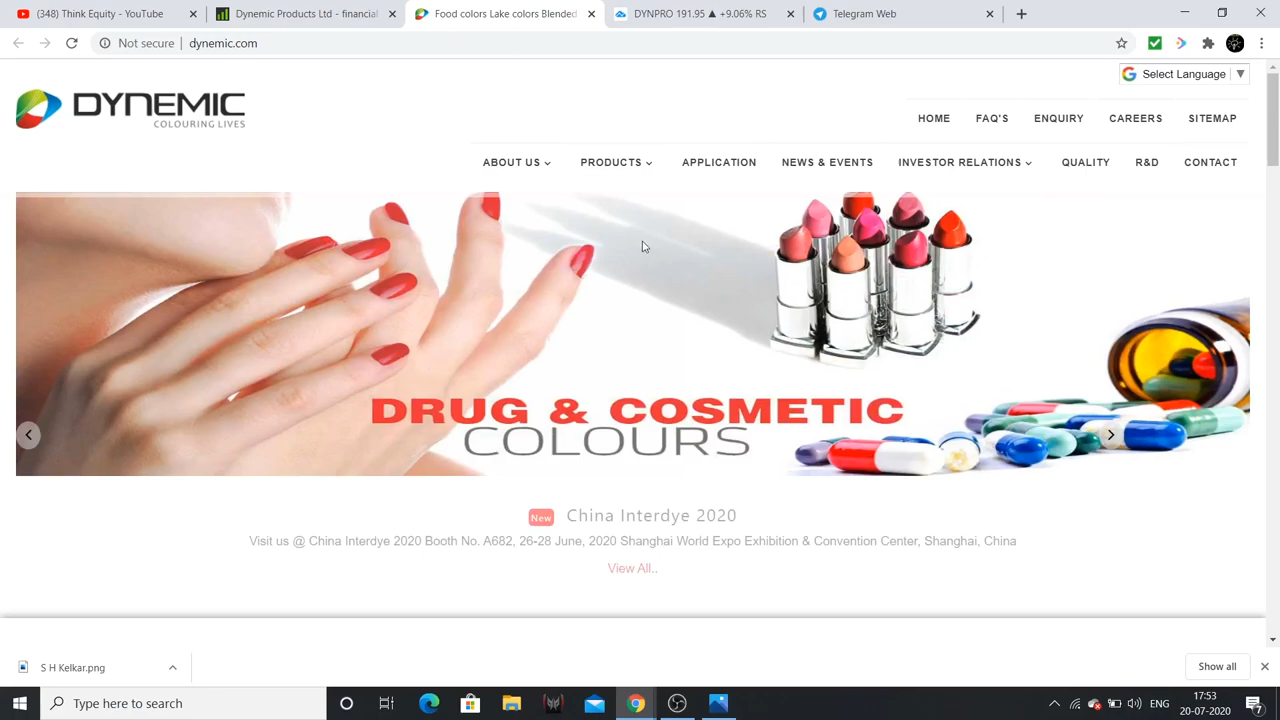 (348) Think Equity - YouTube
Dynemic Products Ltd - financial
Food colors Lake colors Blended
DYNPRO 191.95 ▲ +9.06% RS
Telegram Web
Not secure | dynemic.com
Select Language ▼
DYNEMIC
COLOURING LIVES
HOME FAQ'S ENQUIRY CAREERS SITEMAP
ABOUT US PRODUCTS APPLICATION NEWS & EVENTS INVESTOR RELATIONS QUALITY R&D CONTACT
DRUG & COSMETIC
COLOURS
New China Interdye 2020
Visit us @ China Interdye 2020 Booth No. A682, 26-28 June, 2020 Shanghai World Expo Exhibition & Convention Center, Shanghai, China
View All..
S H Kelkar.png
Show all
Type here to search
ENG
17:53
20-07-2020
7